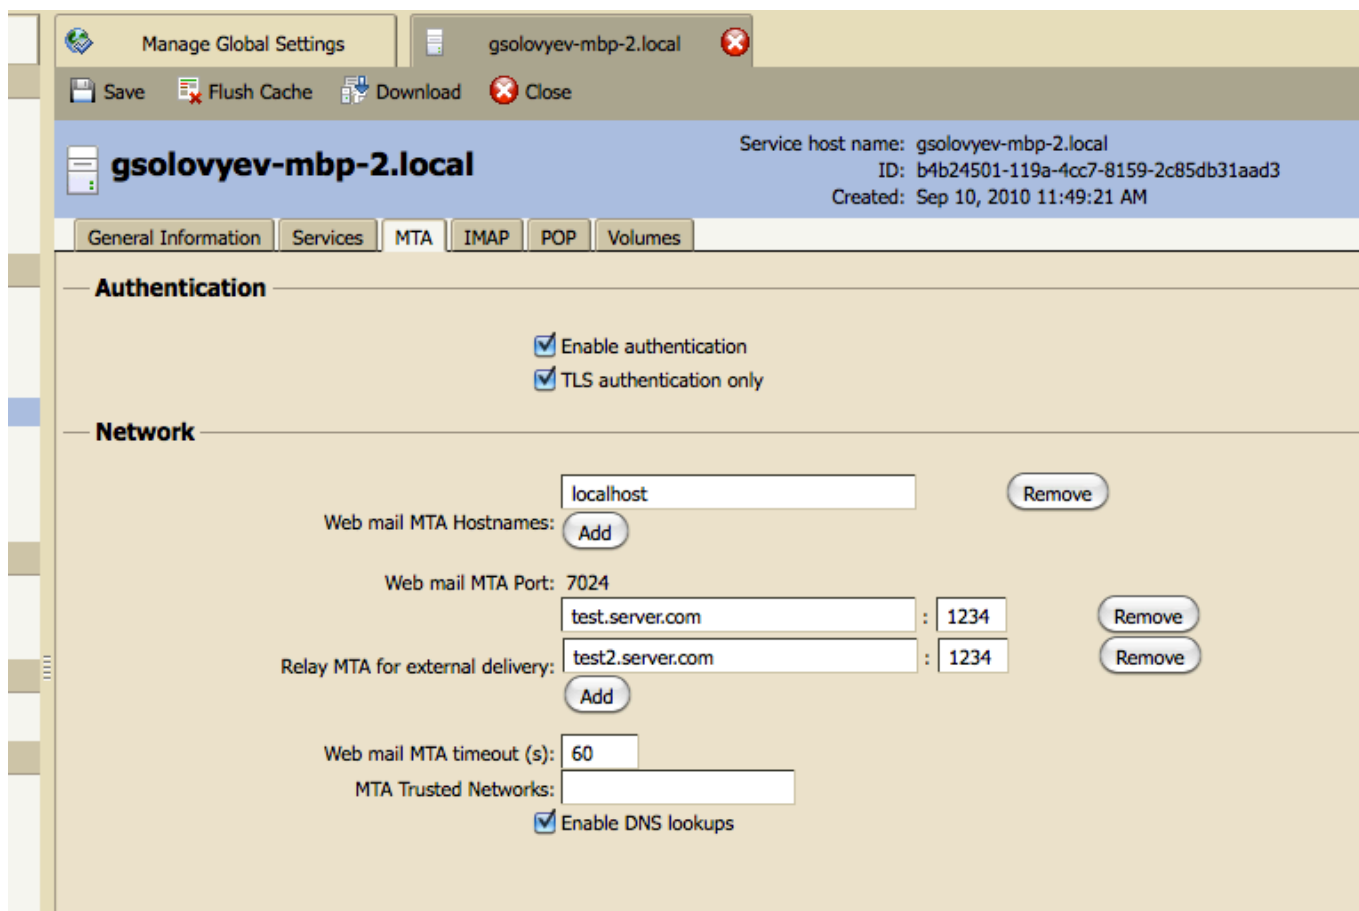 Manage Global Settings gsolovyev-mbp-2.local
Save Flush Cache Download Close
gsolovyev-mbp-2.local
Service host name: gsolovyev-mbp-2.local
ID: b4b24501-119a-4cc7-8159-2c85db31aad3
Created: Sep 10, 2010 11:49:21 AM
General Information Services MTA IMAP POP Volumes
Authentication
Enable authentication
TLS authentication only
Network
localhost Remove
Web mail MTA Hostnames: Add
Web mail MTA Port: 7024
test.server.com : 1234 Remove
Relay MTA for external delivery: test2.server.com : 1234 Remove
Add
Web mail MTA timeout (s): 60
MTA Trusted Networks:
Enable DNS lookups